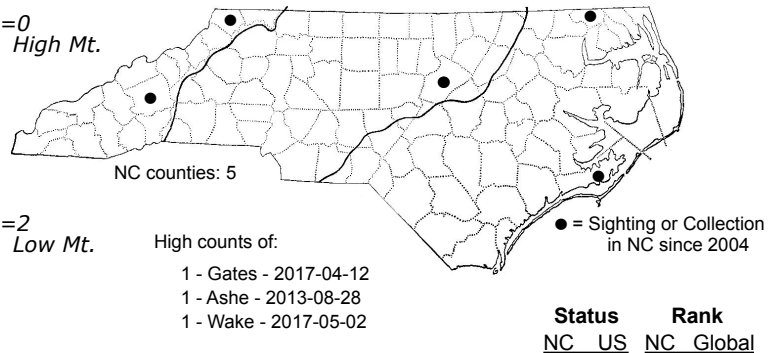 =0
High Mt.
NC counties: 5
=2
Low Mt.
High counts of:
1 - Gates - 2017-04-12
1 - Ashe - 2013-08-28
1 - Wake - 2017-05-02
● = Sighting or Collection
in NC since 2004
Status Rank
NC US NC Global